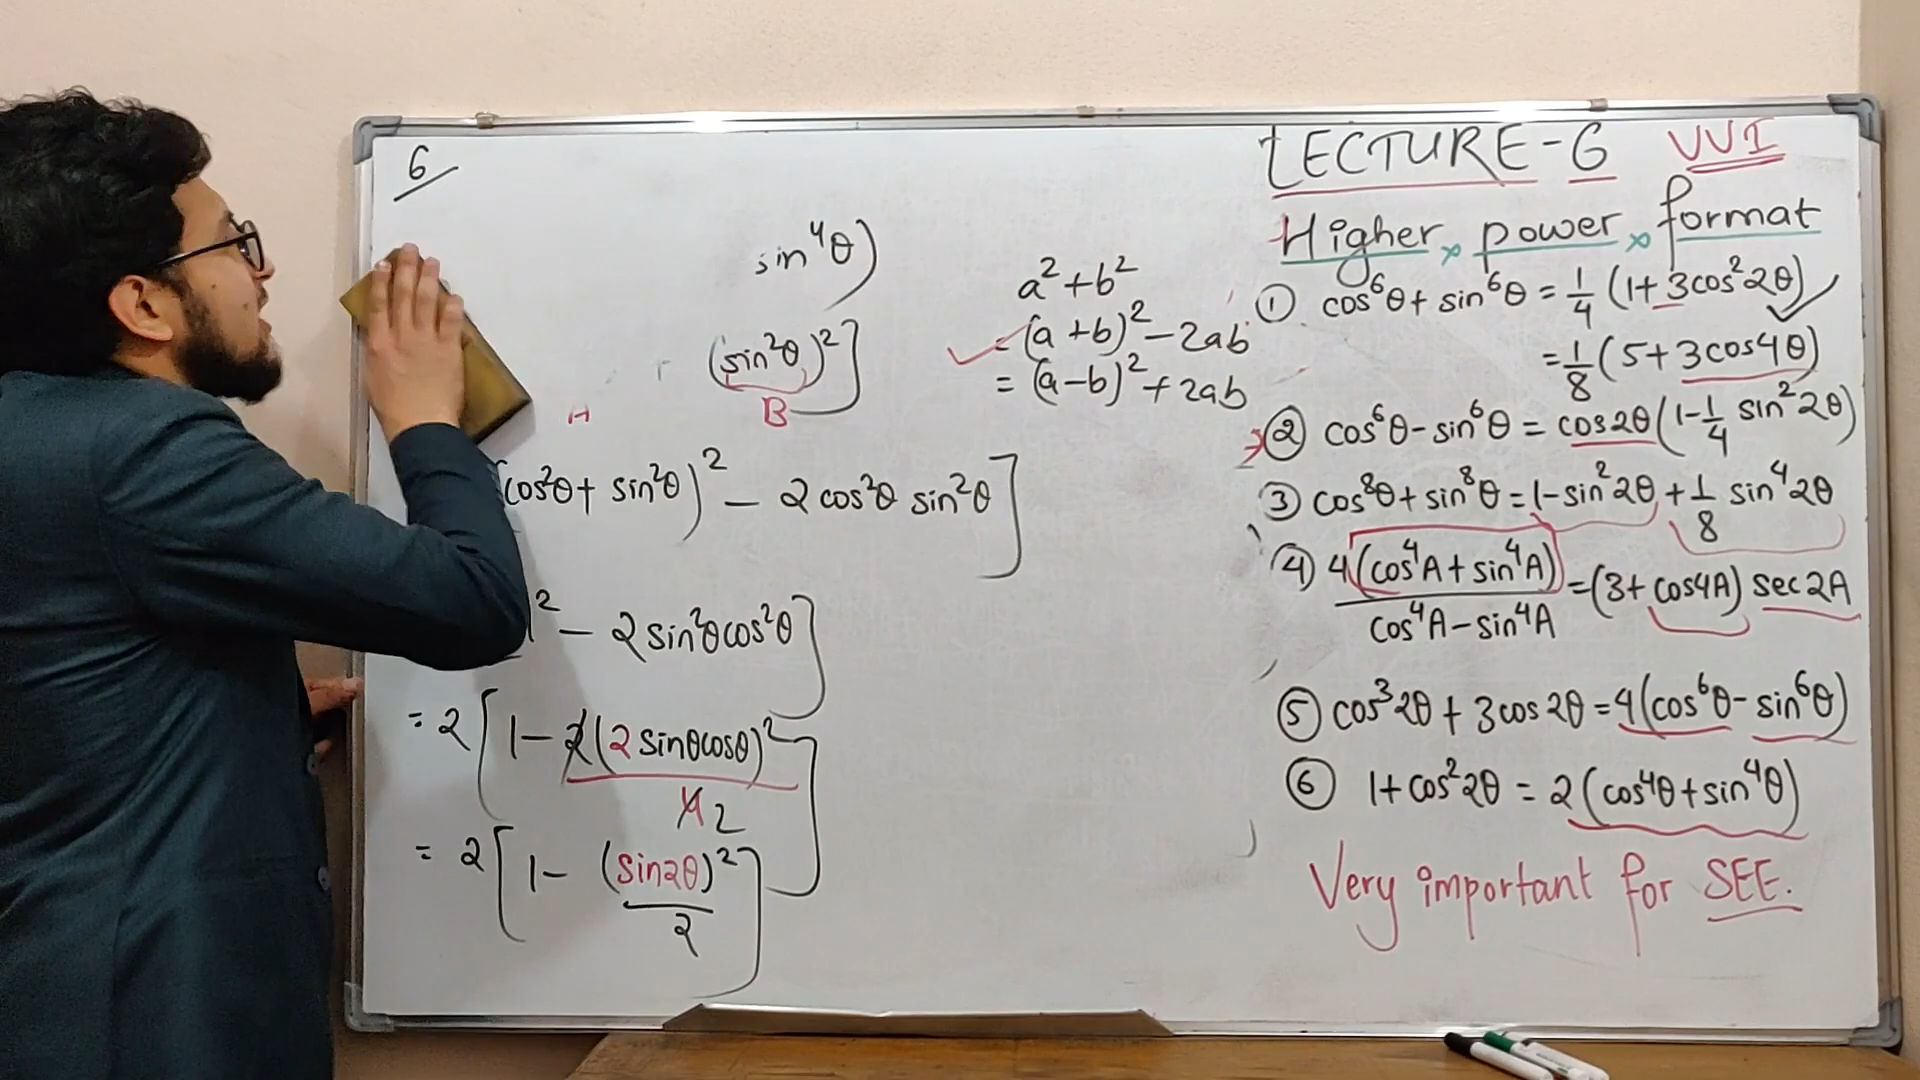 6
sin⁴θ)
(sin²θ)²]
B
cos²θ + sin²θ)² - 2cos²θ sin²θ]
² - 2sin²θcos²θ]
= 2[1 - 2(2sinθcosθ)²]
4 2
= 2[1 - (sin2θ)²]
2
a² + b²
= (a + b)² - 2ab
= (a - b)² + 2ab
LECTURE-6 VVI
Higher power format
① cos⁶θ + sin⁶θ = 1/4 (1 + 3cos²2θ)
= 1/8 (5 + 3cos4θ)
② cos⁶θ - sin⁶θ = cos2θ(1 - 1/4 sin²2θ)
③ cos⁸θ + sin⁸θ = 1 - sin²2θ + 1/8 sin⁴2θ
④ 4(cos⁴A + sin⁴A) = (3 + cos4A) sec2A
cos⁴A - sin⁴A
⑤ cos³2θ + 3cos2θ = 4(cos⁶θ - sin⁶θ)
⑥ 1 + cos²2θ = 2(cos⁴θ + sin⁴θ)
Very important for SEE.